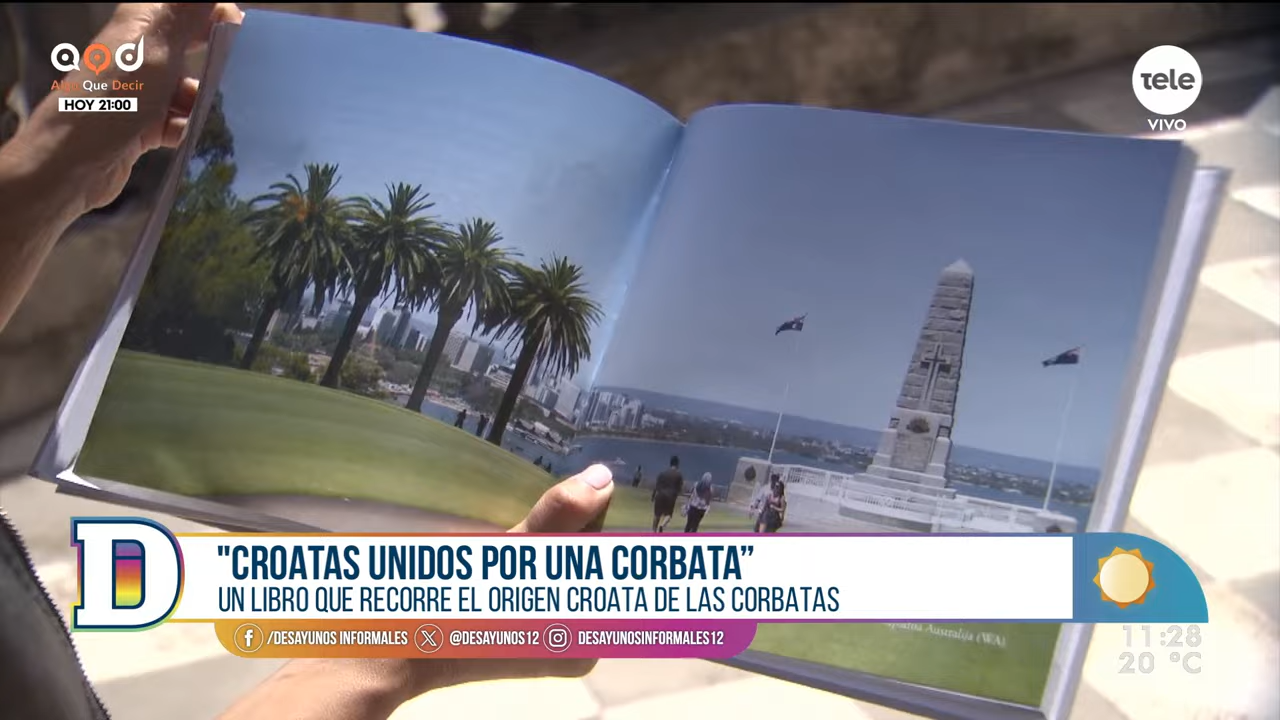 aqd
Algo Que Decir
HOY 21:00
tele
VIVO
"CROATAS UNIDOS POR UNA CORBATA”
UN LIBRO QUE RECORRE EL ORIGEN CROATA DE LAS CORBATAS
D
/DESAYUNOS INFORMALES
@DESAYUNOS12
DESAYUNOSINFORMALES12
Australija (WA)
11:28
20 °C